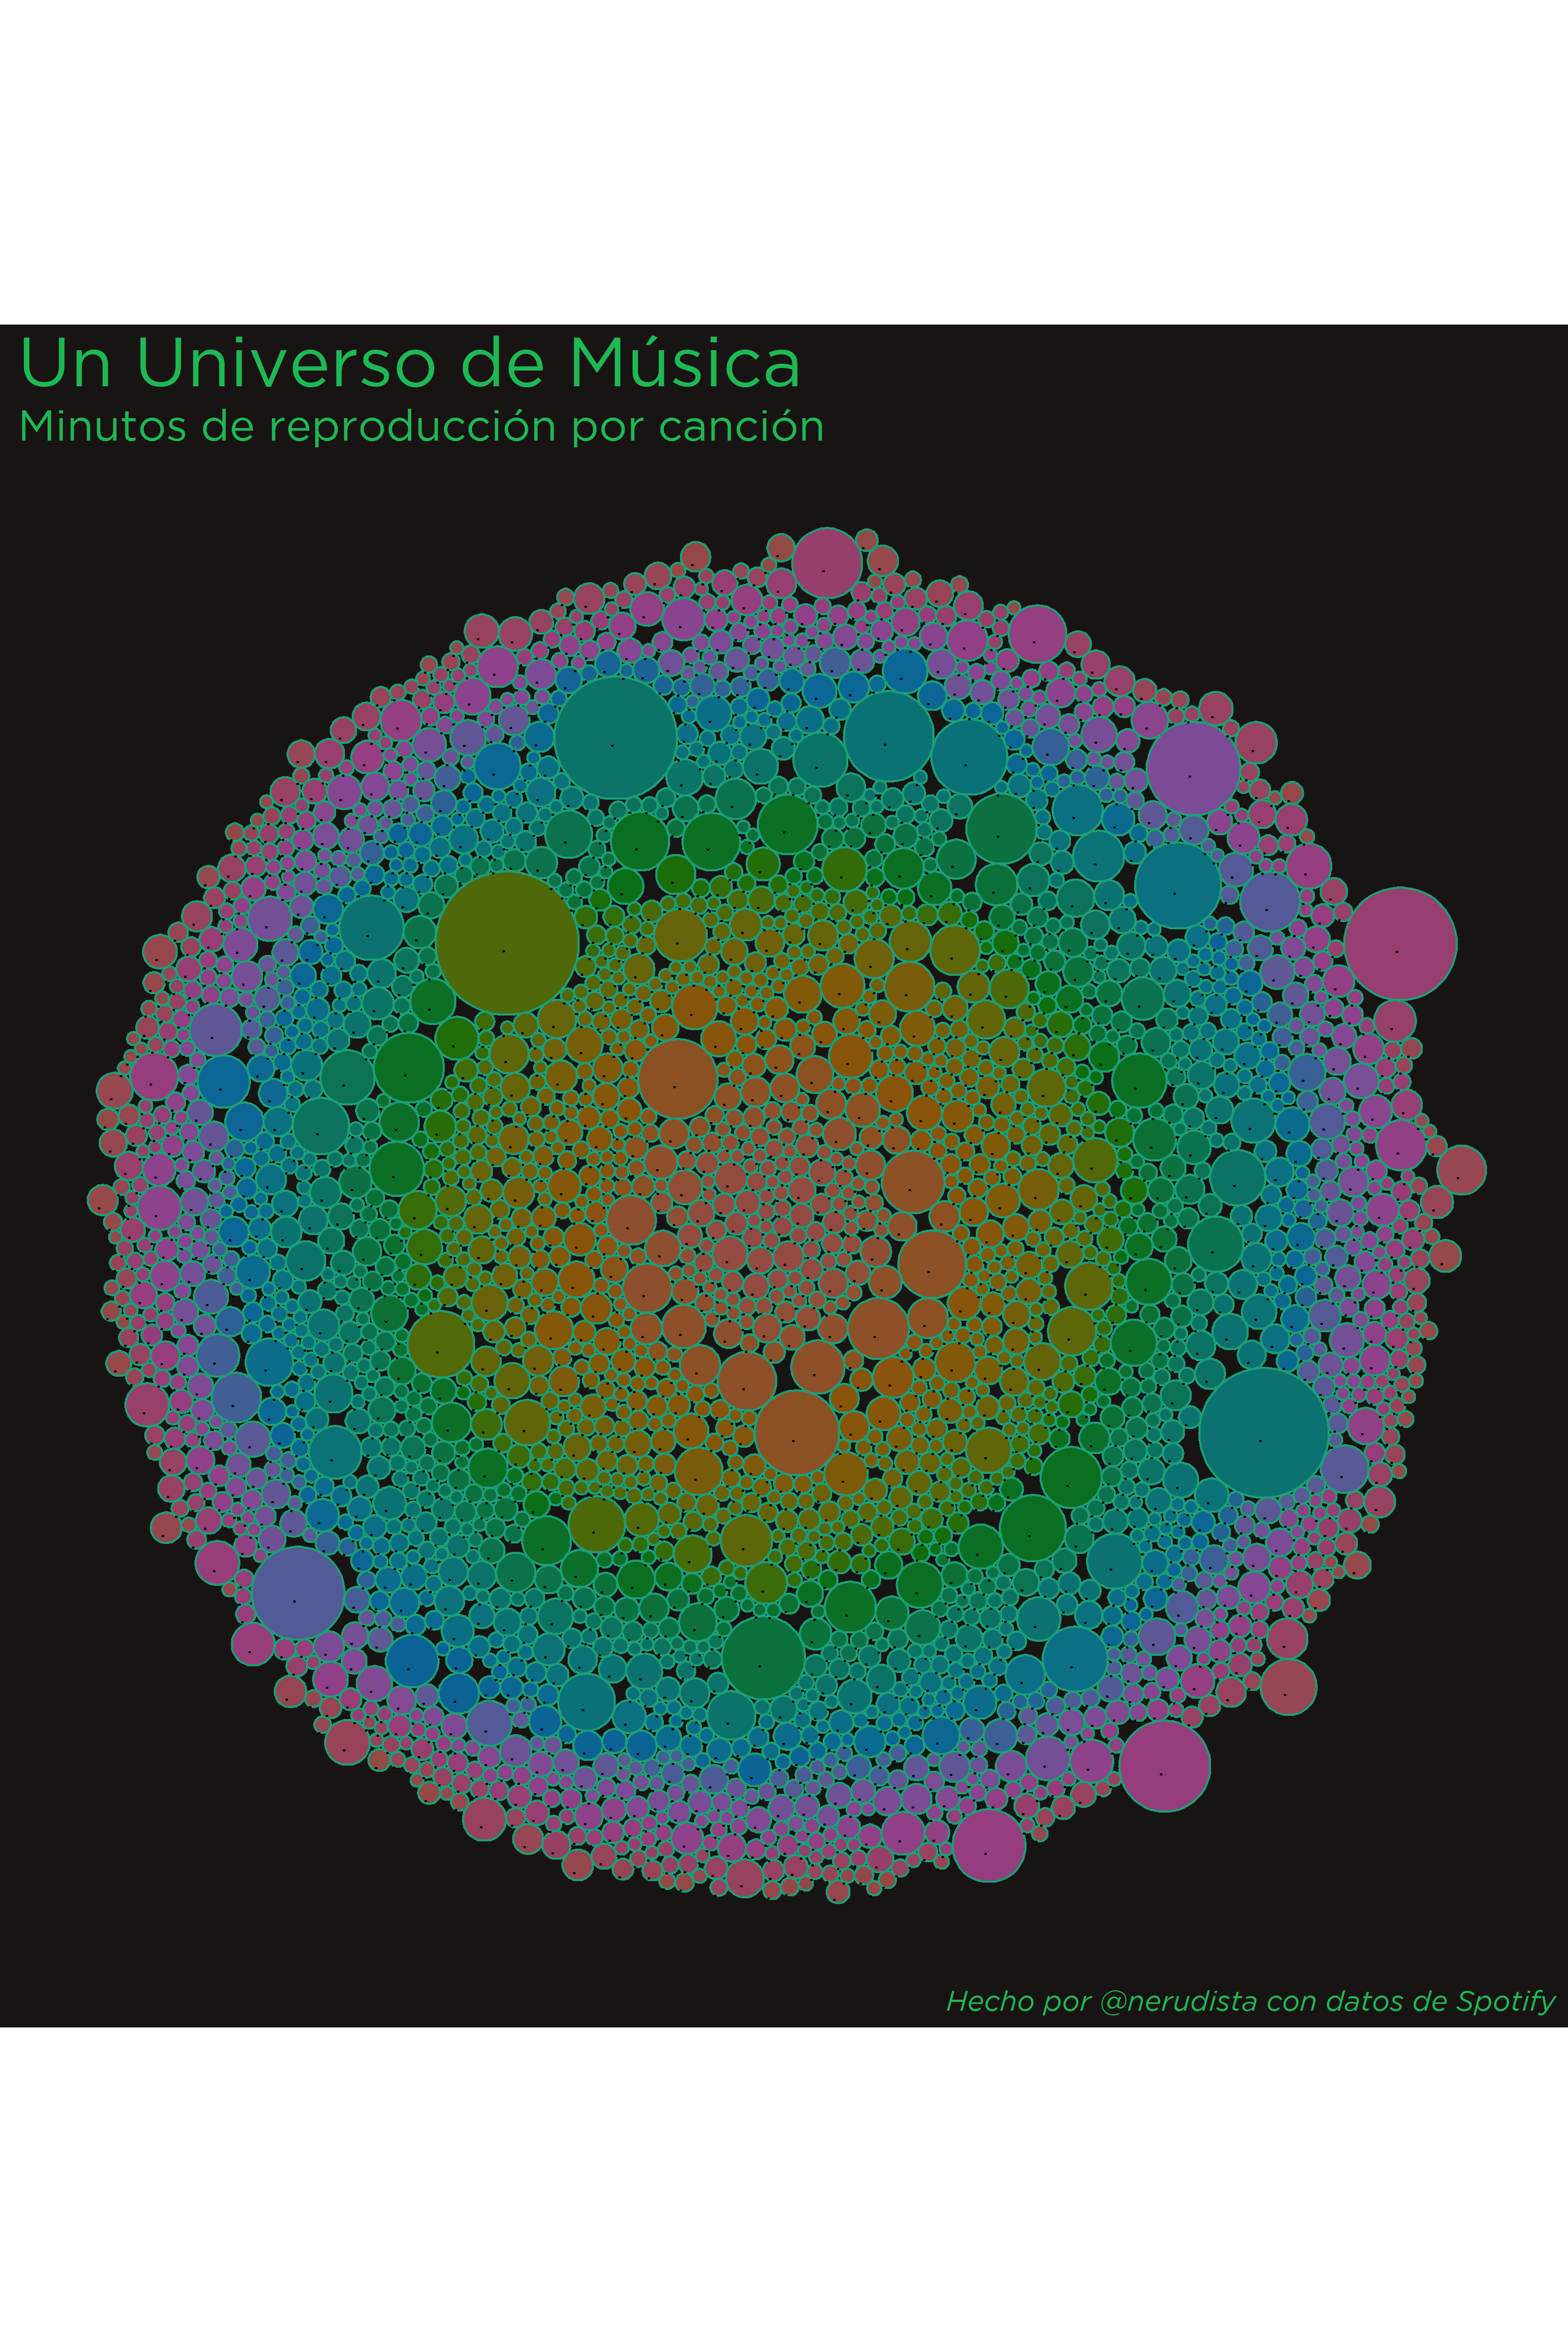 Un Universo de Música
Minutos de reproducción por canción
Hecho por @nerudista con datos de Spotify